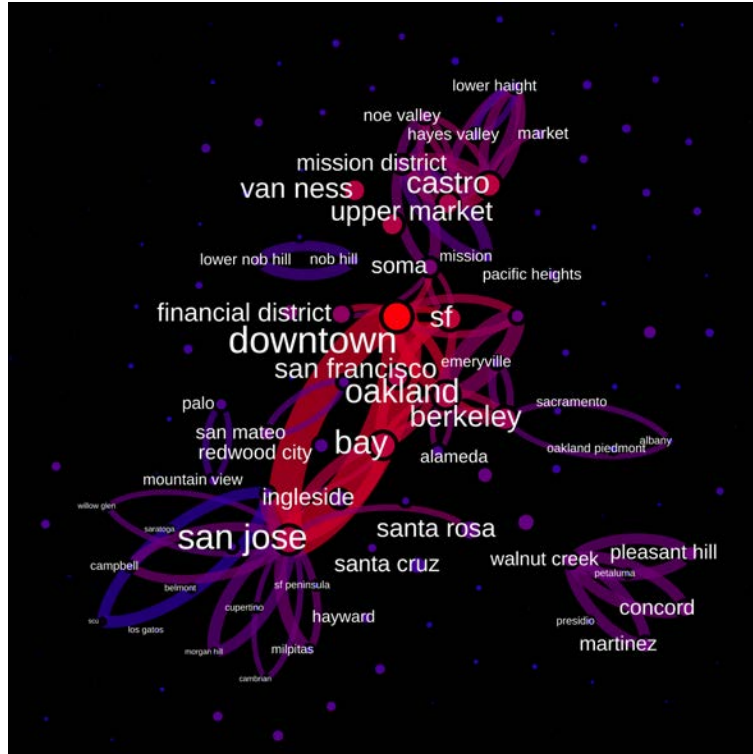 lower haight
noe valley
hayes valley
market
mission district
castro
van ness
upper market
lower nob hill
nob hill
soma
mission
pacific heights
financial district
sf
downtown
san francisco
emeryville
oakland
palo
sacramento
berkeley
san mateo
redwood city
bay
alameda
oakland piedmont
albany
mountain view
ingleside
willow glen
saratoga
san jose
santa rosa
campbell
santa cruz
walnut creek
pleasant hill
petaluma
belmont
sf peninsula
cupertino
hayward
concord
scu
los gatos
presidio
morgan hill
milpitas
martinez
cambrian